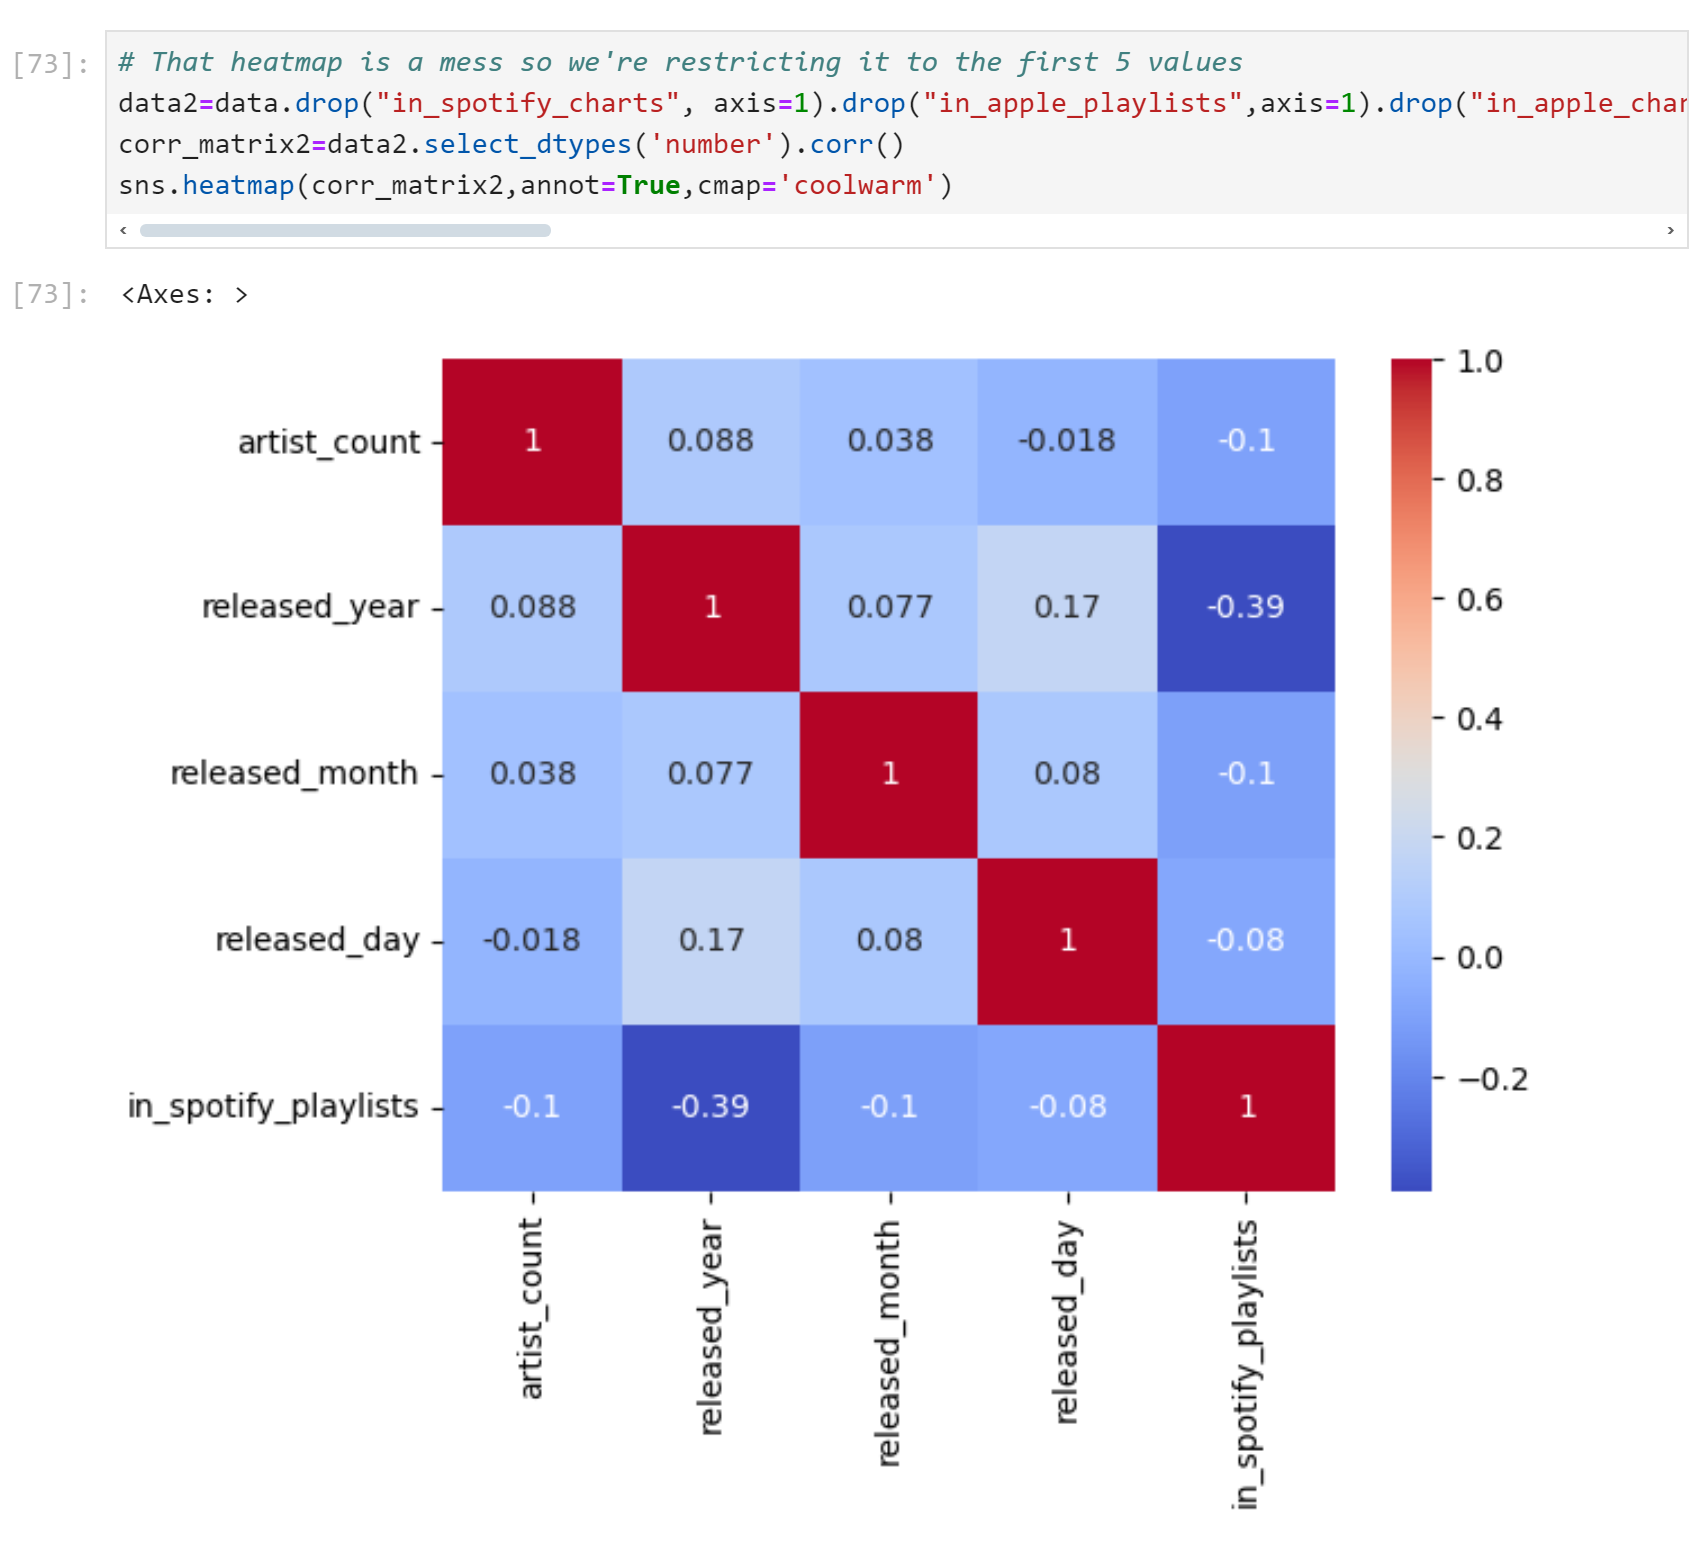 [73]:
# That heatmap is a mess so we're restricting it to the first 5 values
data2=data.drop("in_spotify_charts", axis=1).drop("in_apple_playlists",axis=1).drop("in_apple_char
corr_matrix2=data2.select_dtypes('number').corr()
sns.heatmap(corr_matrix2,annot=True,cmap='coolwarm')
[73]: <Axes: >
artist_count 1 0.088 0.038 -0.018 -0.1
released_year 0.088 1 0.077 0.17 -0.39
released_month 0.038 0.077 1 0.08 -0.1
released_day -0.018 0.17 0.08 1 -0.08
in_spotify_playlists -0.1 -0.39 -0.1 -0.08 1
artist_count
released_year
released_month
released_day
in_spotify_playlists
1.0
0.8
0.6
0.4
0.2
0.0
−0.2